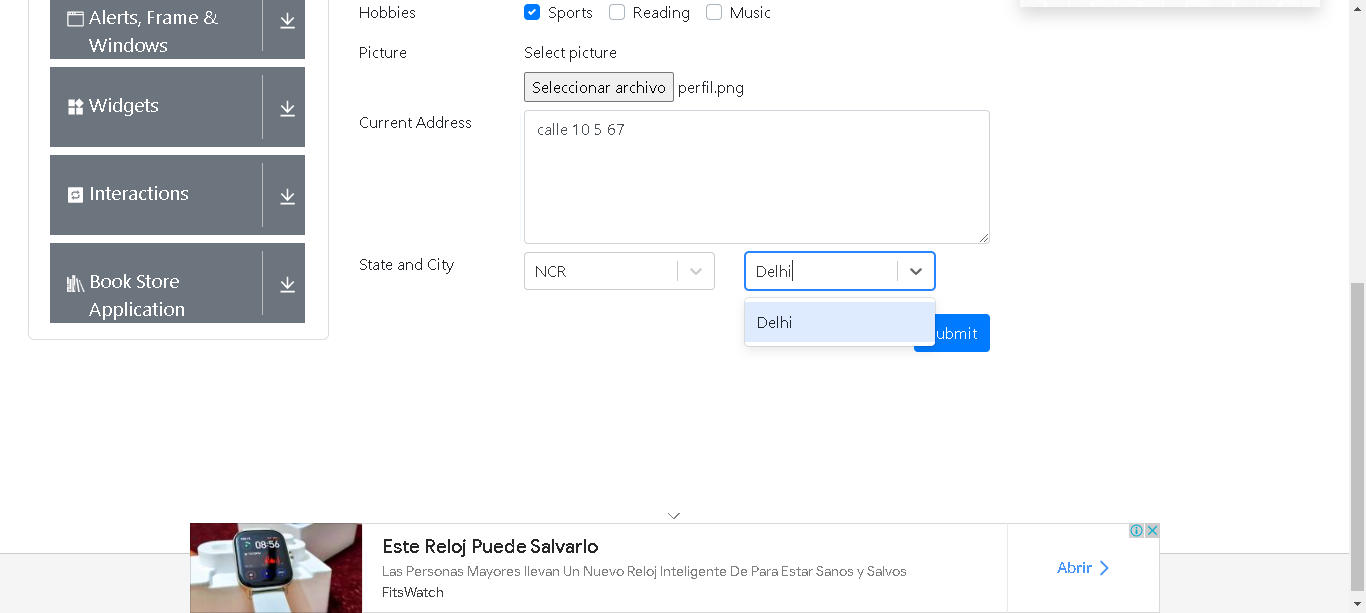 Alerts, Frame &
Windows
Widgets
Interactions
Book Store
Application
Hobbies
Sports
Reading
Music
Picture
Select picture
Seleccionar archivo perfil.png
Current Address
calle 10 5 67
State and City
NCR
Delhi
Delhi
ubmit
08:56
Este Reloj Puede Salvarlo
Las Personas Mayores llevan Un Nuevo Reloj Inteligente De Para Estar Sanos y Salvos
FitsWatch
Abrir